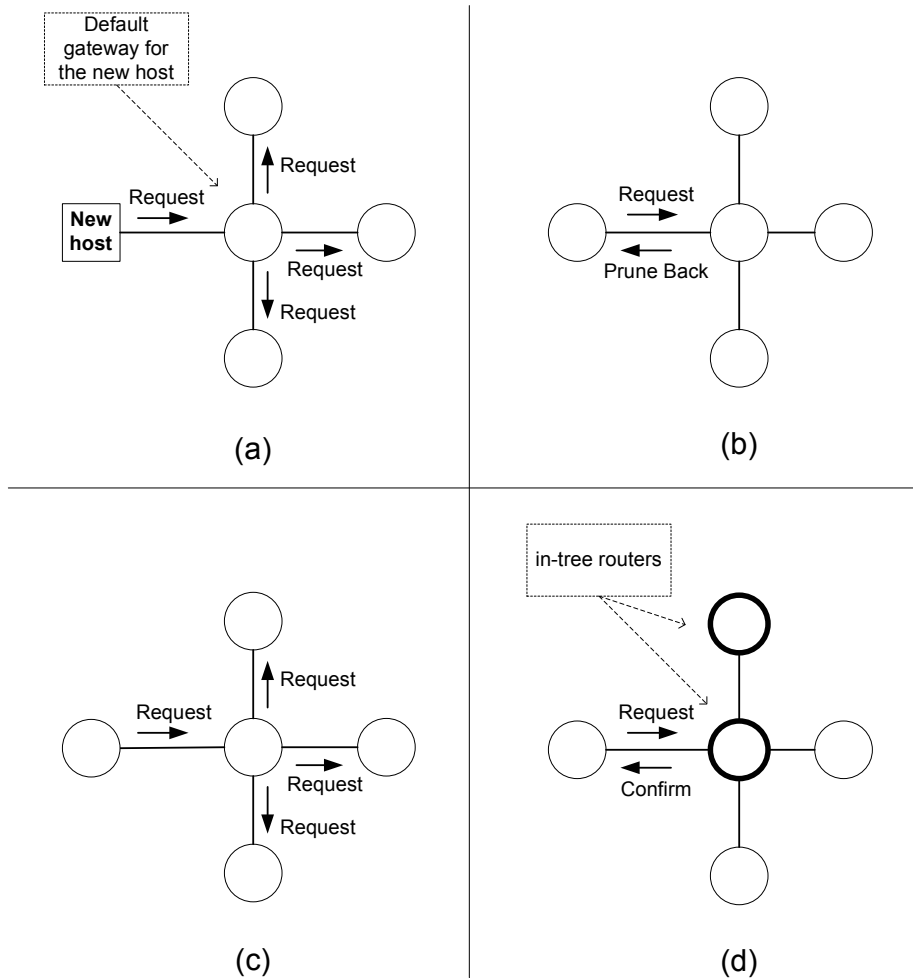 Default
gateway for
the new host
Request
Request
New
host
Request
Request
(a)
Request
Prune Back
(b)
Request
Request
Request
Request
(c)
in-tree routers
Request
Confirm
(d)